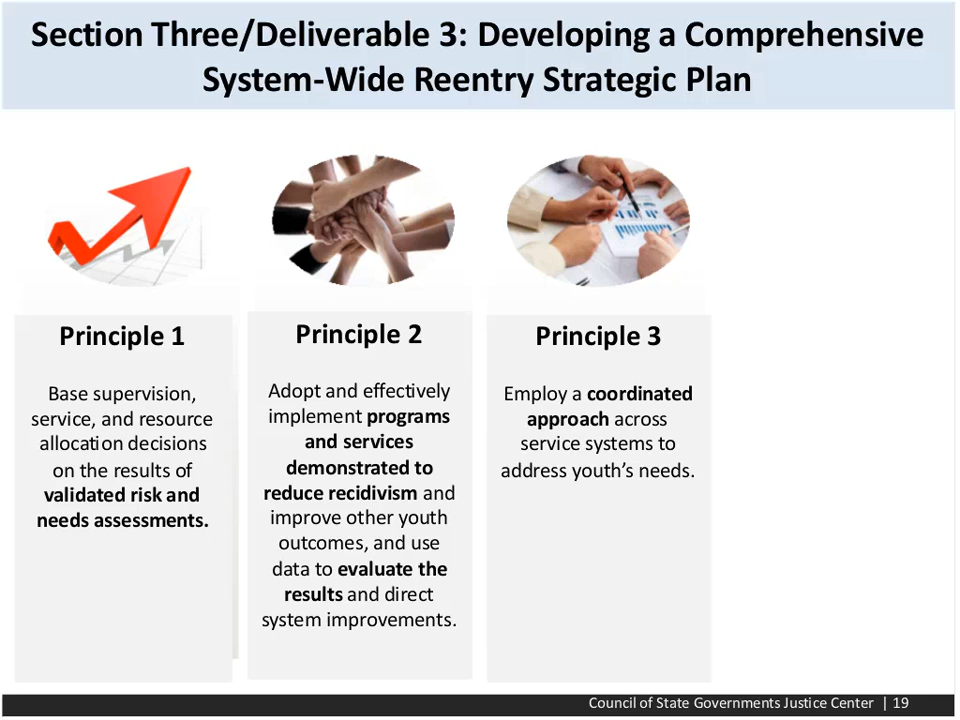 Section Three/Deliverable 3: Developing a Comprehensive
System-Wide Reentry Strategic Plan
Principle 1
Base supervision,
service, and resource
allocation decisions
on the results of
validated risk and
needs assessments.
Principle 2
Adopt and effectively
implement programs
and services
demonstrated to
reduce recidivism and
improve other youth
outcomes, and use
data to evaluate the
results and direct
system improvements.
Principle 3
Employ a coordinated
approach across
service systems to
address youth’s needs.
Council of State Governments Justice Center | 19